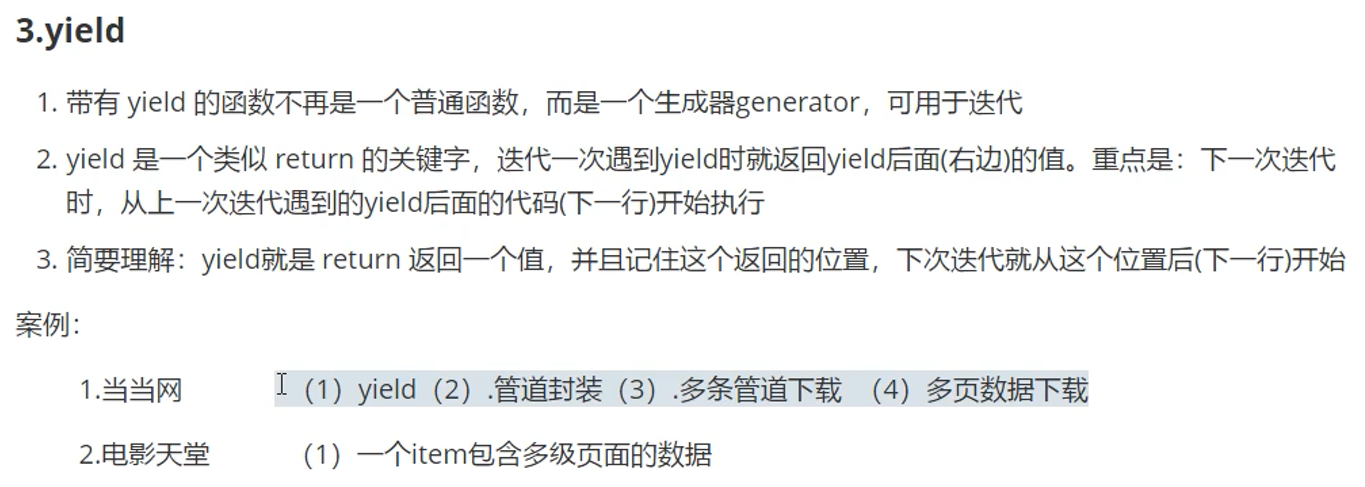 3.yield
1. 带有 yield 的函数不再是一个普通函数，而是一个生成器generator，可用于迭代
2. yield 是一个类似 return 的关键字，迭代一次遇到yield时就返回yield后面(右边)的值。重点是：下一次迭代
时，从上一次迭代遇到的yield后面的代码(下一行)开始执行
3. 简要理解：yield就是 return 返回一个值，并且记住这个返回的位置，下次迭代就从这个位置后(下一行)开始
案例：
1.当当网 （1）yield（2）.管道封装（3）.多条管道下载 （4）多页数据下载
2.电影天堂 （1）一个item包含多级页面的数据